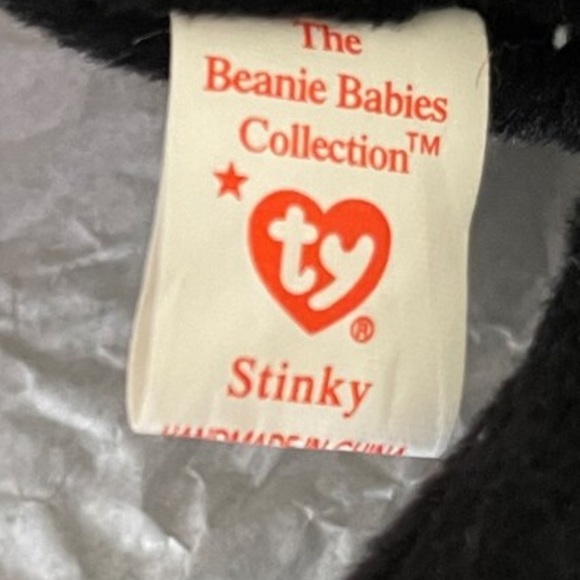 The
Beanie Babies
Collection™
ty
®
Stinky
HANDMADE IN CHINA